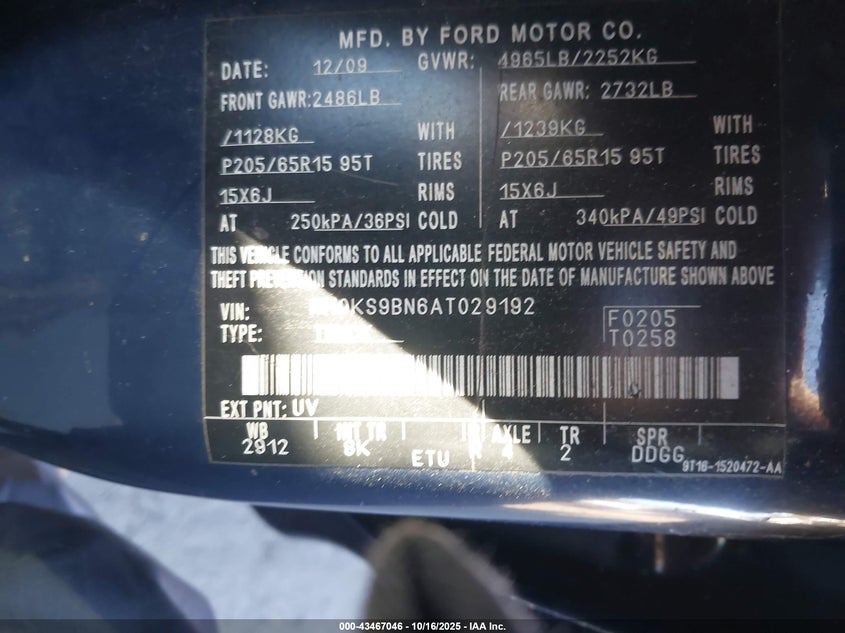 MFD. BY FORD MOTOR CO.
DATE: 12/09 GVWR: 4965LB/2252KG
FRONT GAWR: 2486LB REAR GAWR: 2732LB
/1128KG WITH /1239KG WITH
P205/65R15 95T TIRES P205/65R15 95T TIRES
15X6J RIMS 15X6J RIMS
AT 250kPA/36PSI COLD AT 340kPA/49PSI COLD
THIS VEHICLE CONFORMS TO ALL APPLICABLE FEDERAL MOTOR VEHICLE SAFETY AND
THEFT PREVENTION STANDARDS IN EFFECT ON THE DATE OF MANUFACTURE SHOWN ABOVE
VIN: KS9BN6AT029192 F0205
TYPE: T0258
EXT PNT: UV
WB INT TR AXLE TR SPR
2912 9K ETU 4 2 DDGG
9T16-1520472-AA
000-43467046 - 10/16/2025 - IAA Inc.